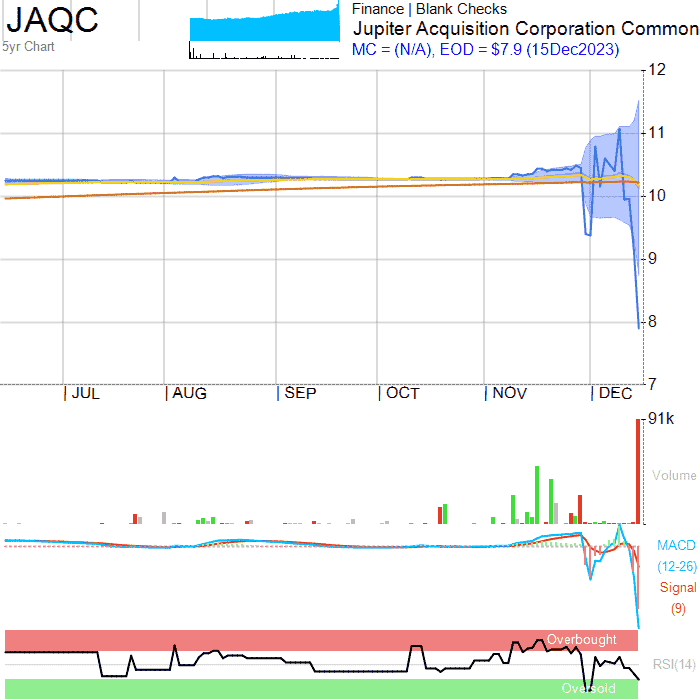 JAQC
5yr Chart
Finance | Blank Checks
Jupiter Acquisition Corporation Common
MC = (N/A), EOD = $7.9 (15Dec2023)
12
11
10
9
8
7
JUL AUG SEP OCT NOV DEC
91k
Volume
MACD
(12-26)
Signal
(9)
Overbought
RSI(14)
Oversold